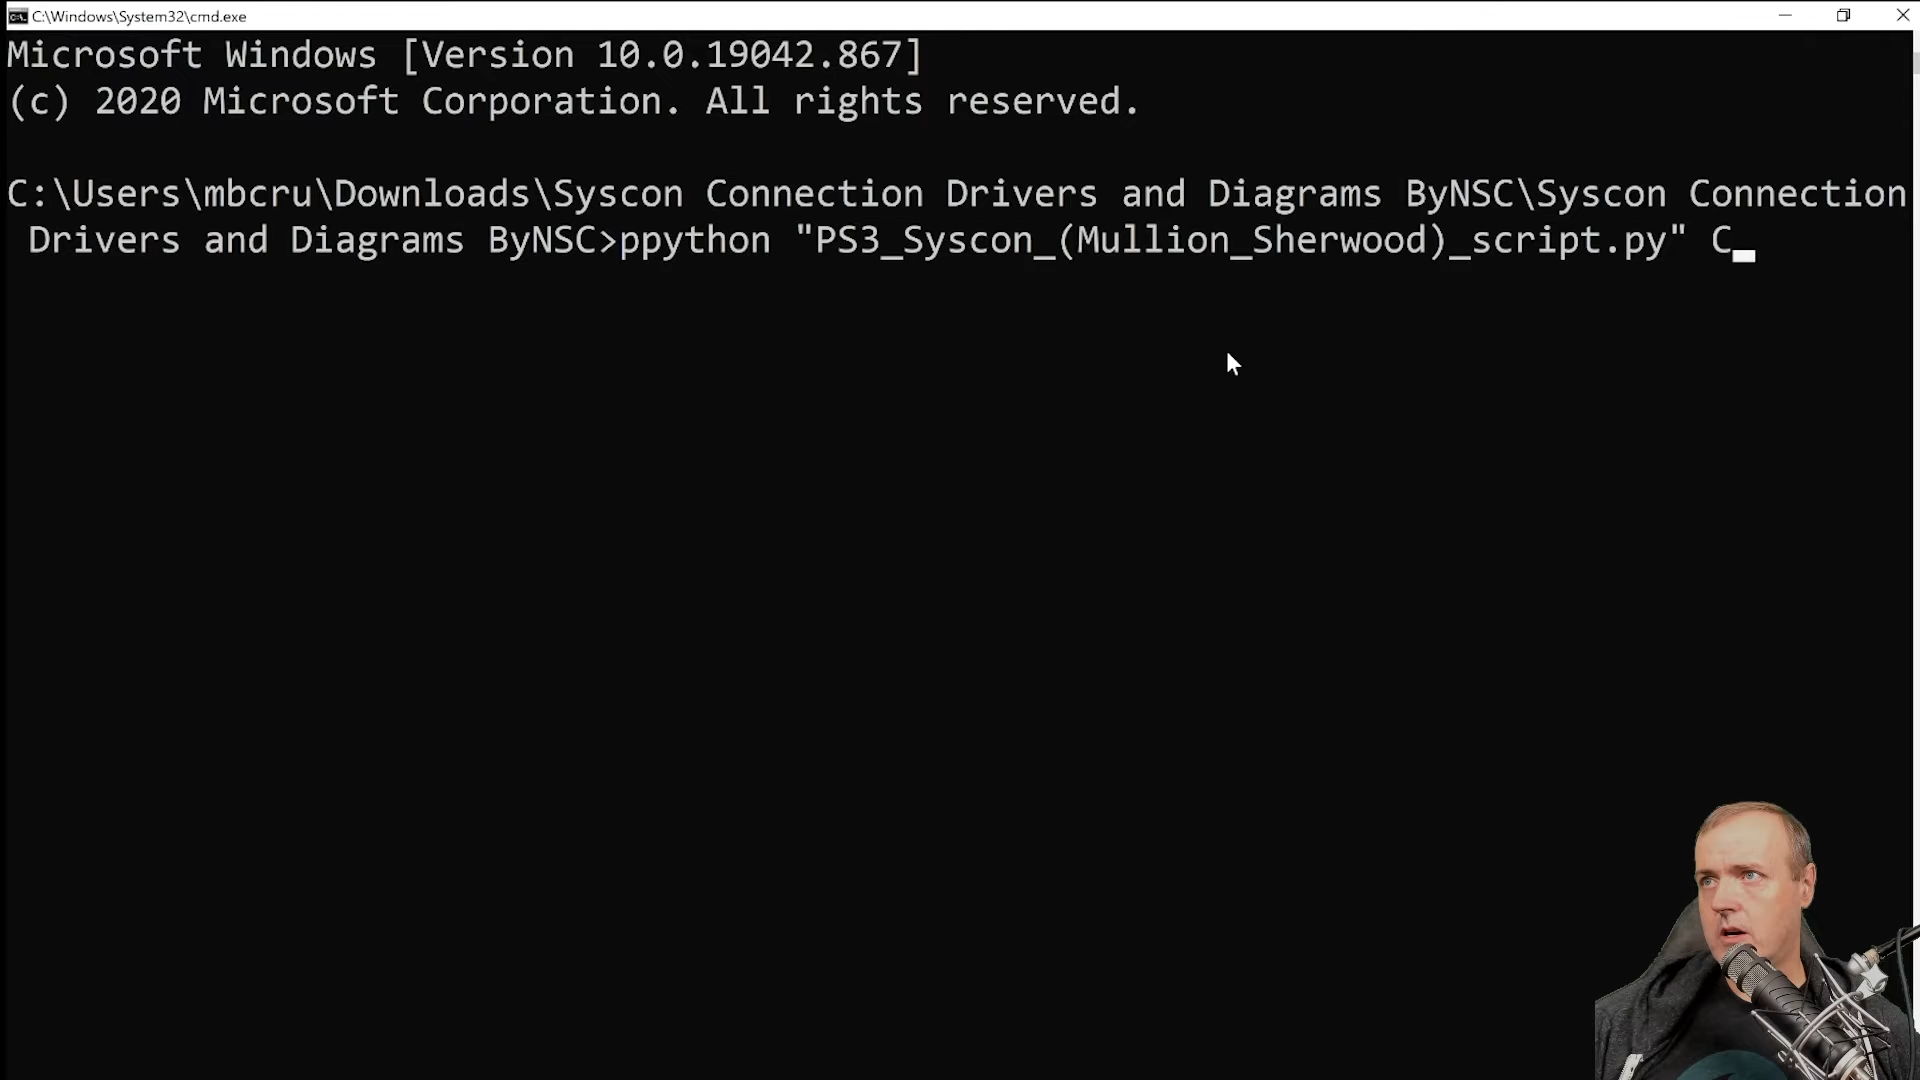 C:\Windows\System32\cmd.exe
Microsoft Windows [Version 10.0.19042.867]
(c) 2020 Microsoft Corporation. All rights reserved.
C:\Users\mbcru\Downloads\Syscon Connection Drivers and Diagrams ByNSC\Syscon Connection
Drivers and Diagrams ByNSC>ppython "PS3_Syscon_(Mullion_Sherwood)_script.py" C